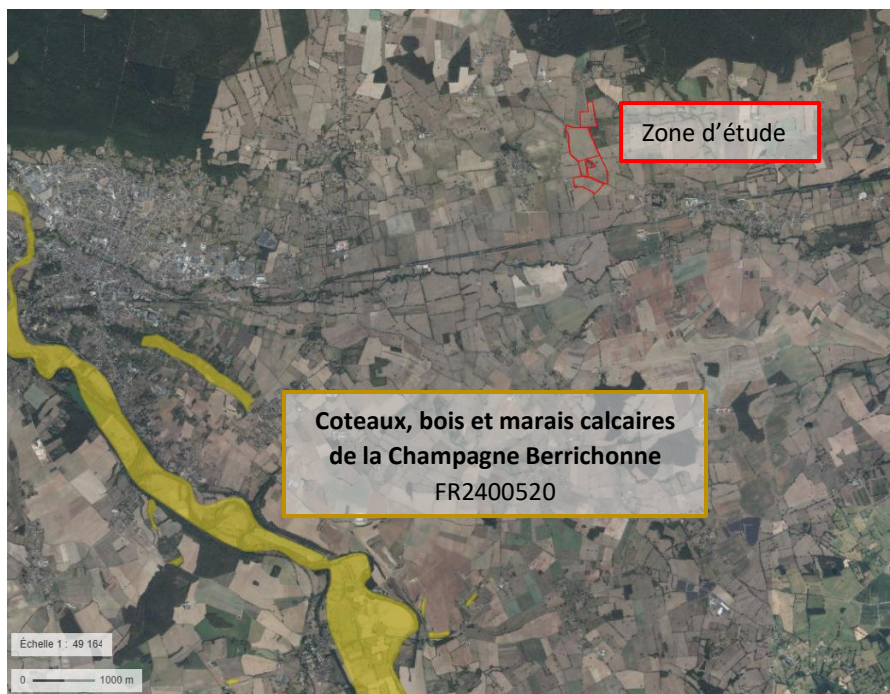 Zone d’étude
Coteaux, bois et marais calcaires
de la Champagne Berrichonne
FR2400520
Échelle 1 : 49 164
0 1000 m